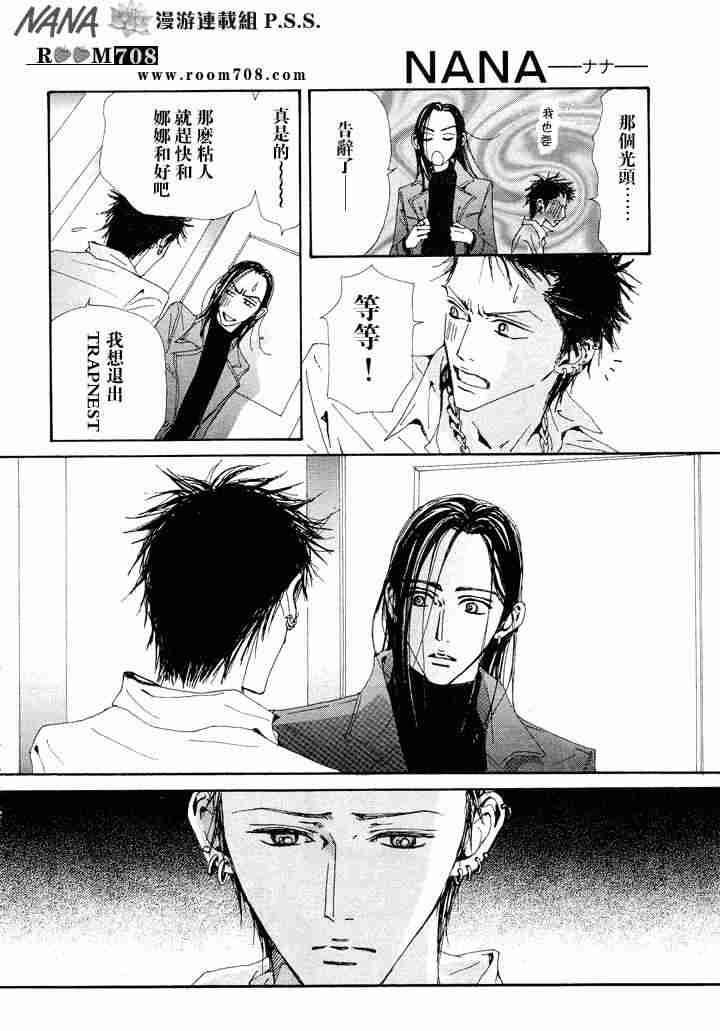 NANA 漫游連載組 P.S.S.
ROOM 708
www.room708.com
NANA——ナナ——
那個光頭……
我也要
告辭了——
等等！
真是的～～～
那麼粘人
就趕快和
娜娜和好吧
我想退出
TRAPNEST